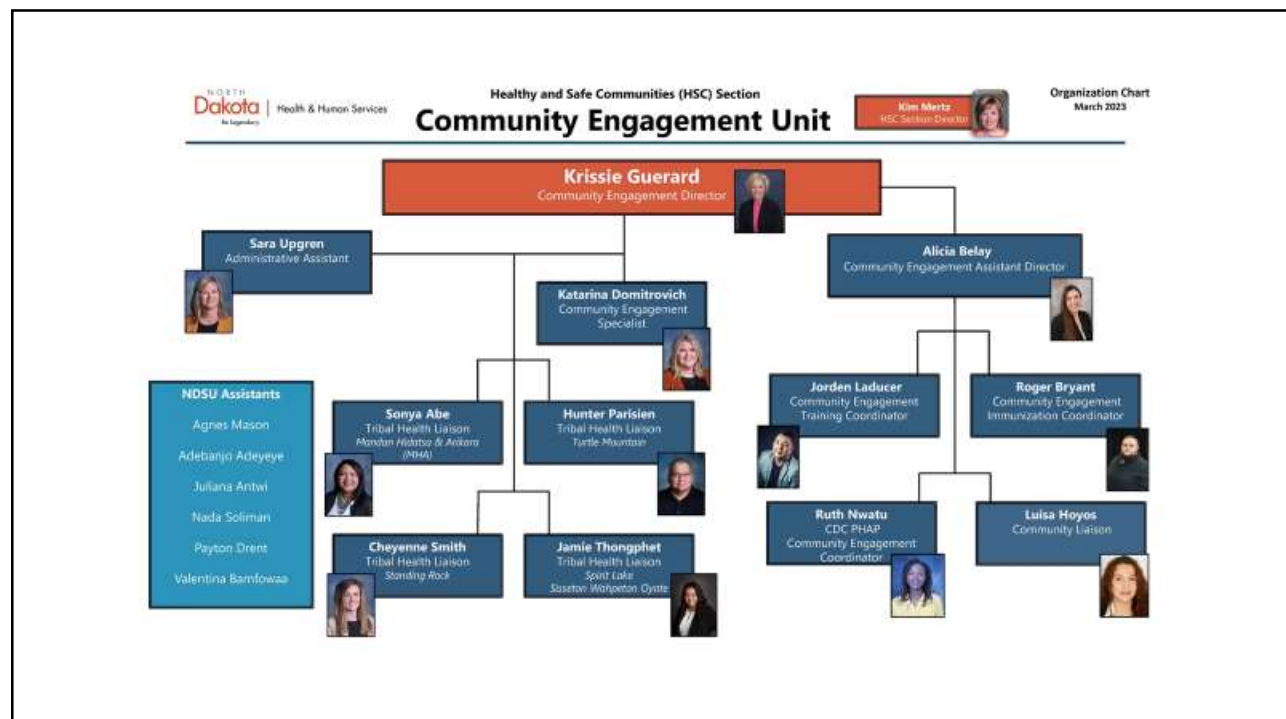 NORTH
Dakota
Be Legendary.
Health & Human Services
Healthy and Safe Communities (HSC) Section
Community Engagement Unit
Kim Mertz
HSC Section Director
Organization Chart
March 2023
Krissie Guerard
Community Engagement Director
Sara Upgren
Administrative Assistant
Alicia Belay
Community Engagement Assistant Director
Katarina Domitrovich
Community Engagement
Specialist
NDSU Assistants
Agnes Mason
Adebanjo Adeyeye
Juliana Antwi
Nada Soliman
Payton Drent
Valentina Bamfowaa
Sonya Abe
Tribal Health Liaison
Mandan Hidatsa & Arikara
(MHA)
Hunter Parisien
Tribal Health Liaison
Turtle Mountain
Jorden Laducer
Community Engagement
Training Coordinator
Roger Bryant
Community Engagement
Immunization Coordinator
Cheyenne Smith
Tribal Health Liaison
Standing Rock
Jamie Thongphet
Tribal Health Liaison
Spirit Lake
Sisseton Wahpeton Oyate
Ruth Nwatu
CDC PHAP
Community Engagement
Coordinator
Luisa Hoyos
Community Liaison